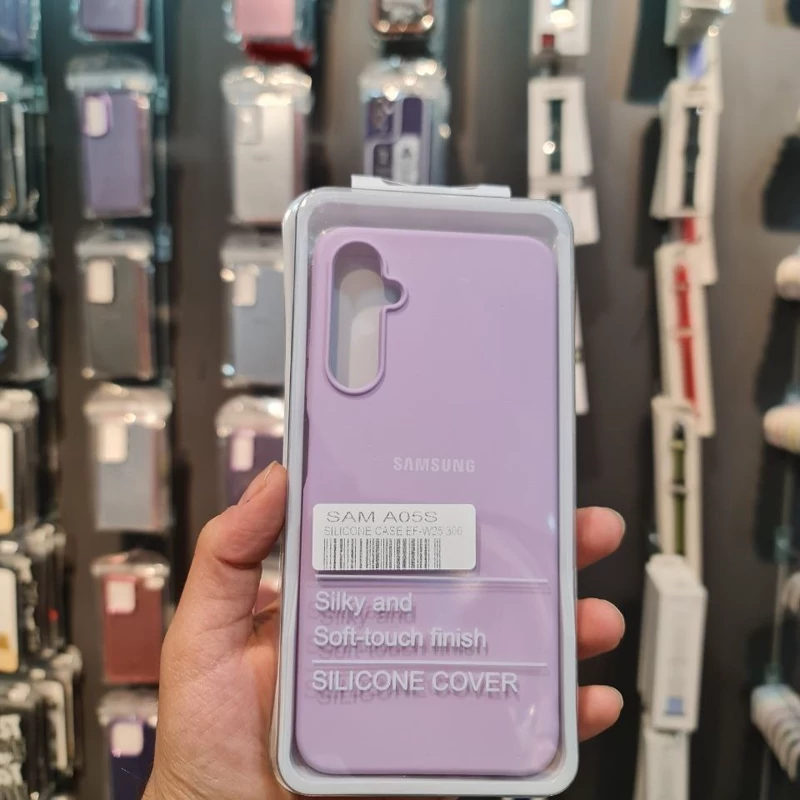 SAMSUNG
SAM A05S
SILICONE CASE EF-W25 300
Silky and
Soft-touch finish
SILICONE COVER